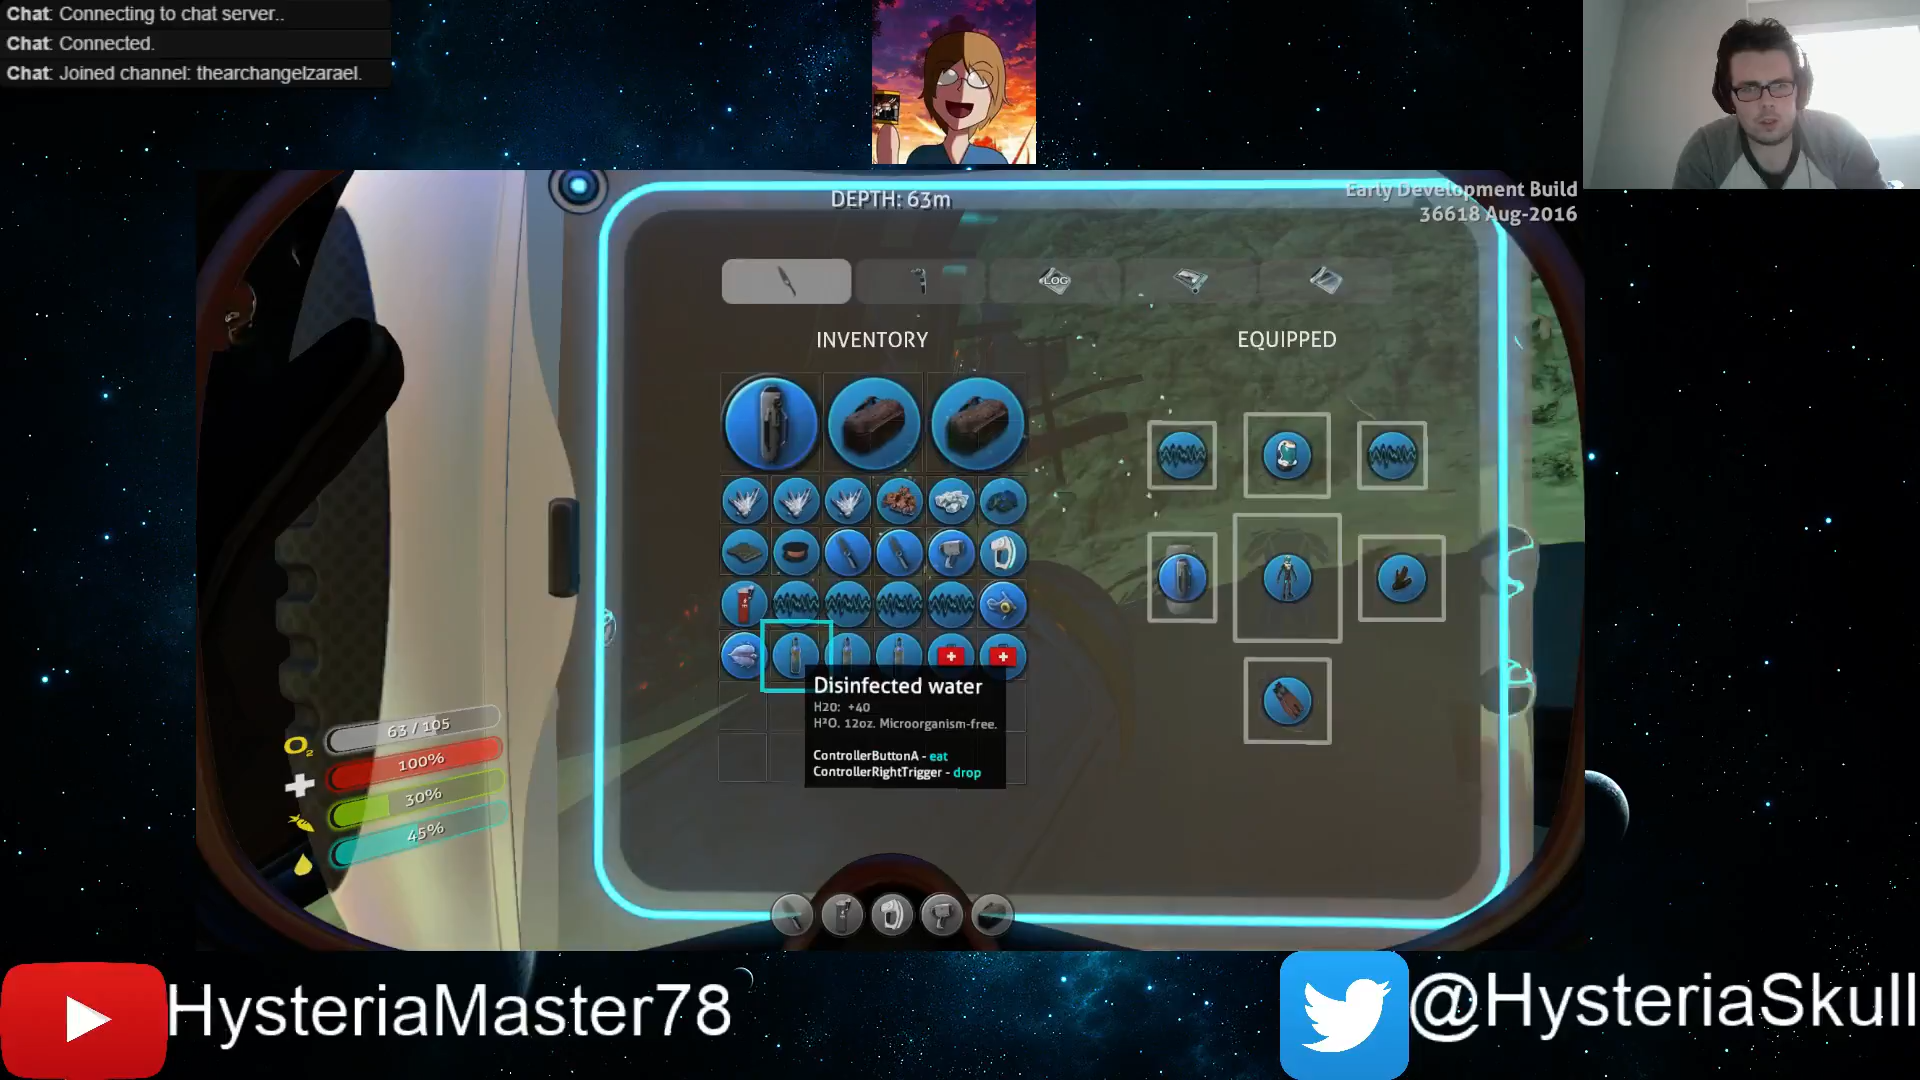 Chat: Connecting to chat server..
Chat: Connected.
Chat: Joined channel: thearchangelzarael.
DEPTH: 63m
Early Development Build
36618 Aug-2016
LOG
INVENTORY
EQUIPPED
Disinfected water
H2O: +40
H²O. 12oz. Microorganism-free.
ControllerButtonA - eat
ControllerRightTrigger - drop
O₂
63 / 105
100%
30%
45%
HysteriaMaster78
@HysteriaSkull